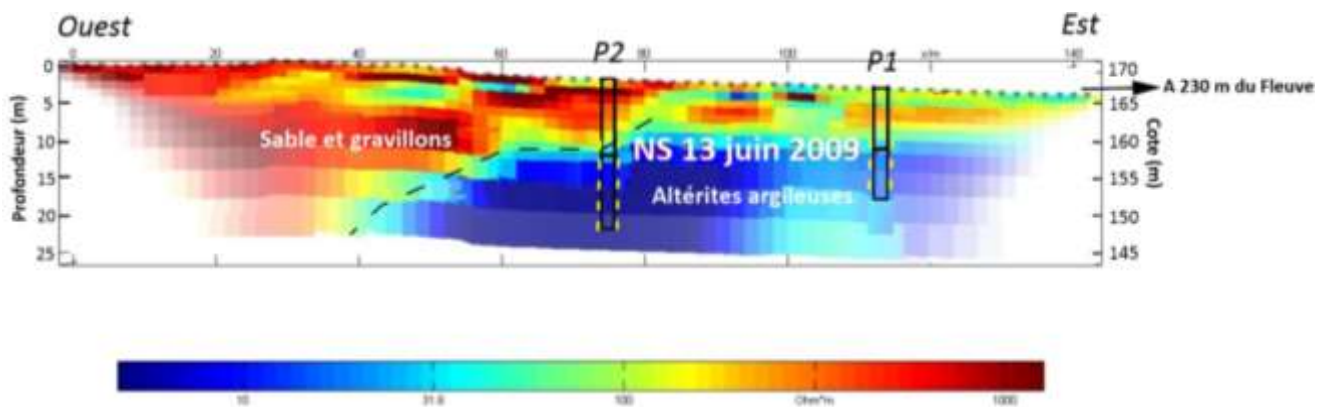 Ouest
Est
P2
P1
0 20 40 60 80 100 x/m 140
0
5
10
15
20
25
Profondeur (m)
170
165
160
155
150
145
Cote (m)
A 230 m du Fleuve
Sable et gravillons
NS 13 juin 2009
Altérites argileuses
10 31.6 100 Ohm*m 1000